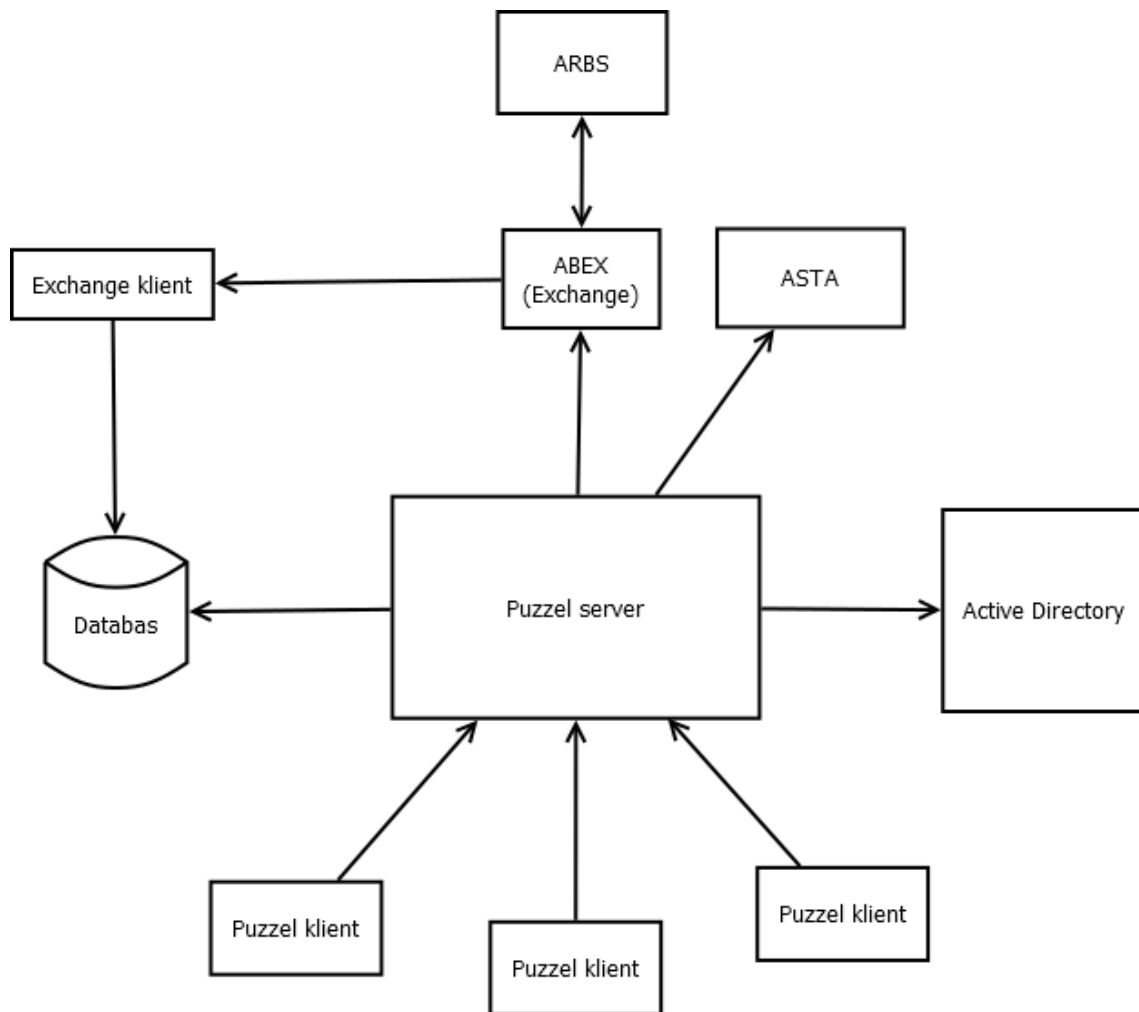 ARBS
Exchange klient
ABEX
(Exchange)
ASTA
Databas
Puzzel server
Active Directory
Puzzel klient
Puzzel klient
Puzzel klient